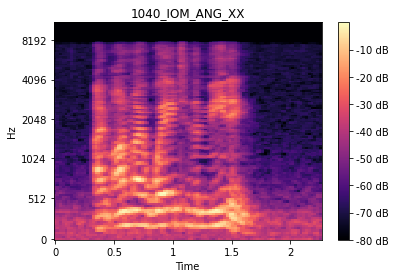 1040_IOM_ANG_XX
8192
4096
2048
1024
512
0
Hz
0
0.5
1
1.5
2
Time
-10 dB
-20 dB
-30 dB
-40 dB
-50 dB
-60 dB
-70 dB
-80 dB